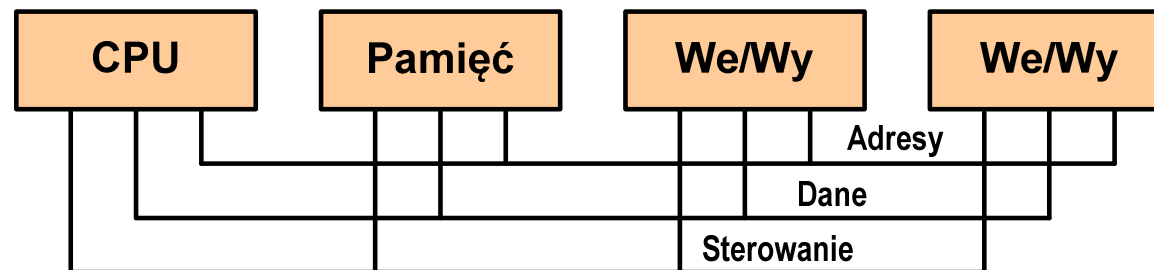 CPU
Pamięć
We/Wy
We/Wy
Adresy
Dane
Sterowanie